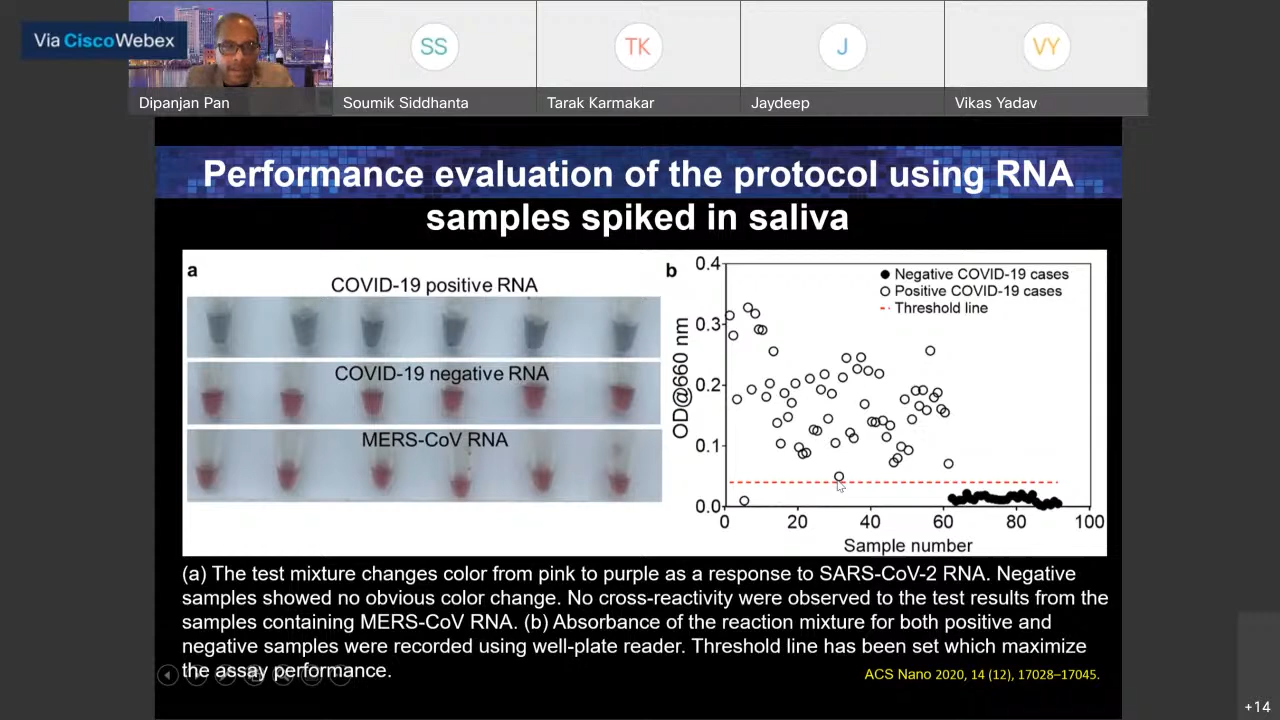 Via Cisco Webex
SS
TK
J
VY
Dipanjan Pan
Soumik Siddhanta
Tarak Karmakar
Jaydeep
Vikas Yadav
Performance evaluation of the protocol using RNA
samples spiked in saliva
a
COVID-19 positive RNA
COVID-19 negative RNA
MERS-CoV RNA
b
Negative COVID-19 cases
Positive COVID-19 cases
Threshold line
OD@660 nm
0.4
0.3
0.2
0.1
0.0
0 20 40 60 80 100
Sample number
(a) The test mixture changes color from pink to purple as a response to SARS-CoV-2 RNA. Negative
samples showed no obvious color change. No cross-reactivity were observed to the test results from the
samples containing MERS-CoV RNA. (b) Absorbance of the reaction mixture for both positive and
negative samples were recorded using well-plate reader. Threshold line has been set which maximize
the assay performance.
ACS Nano 2020, 14 (12), 17028–17045.
+14